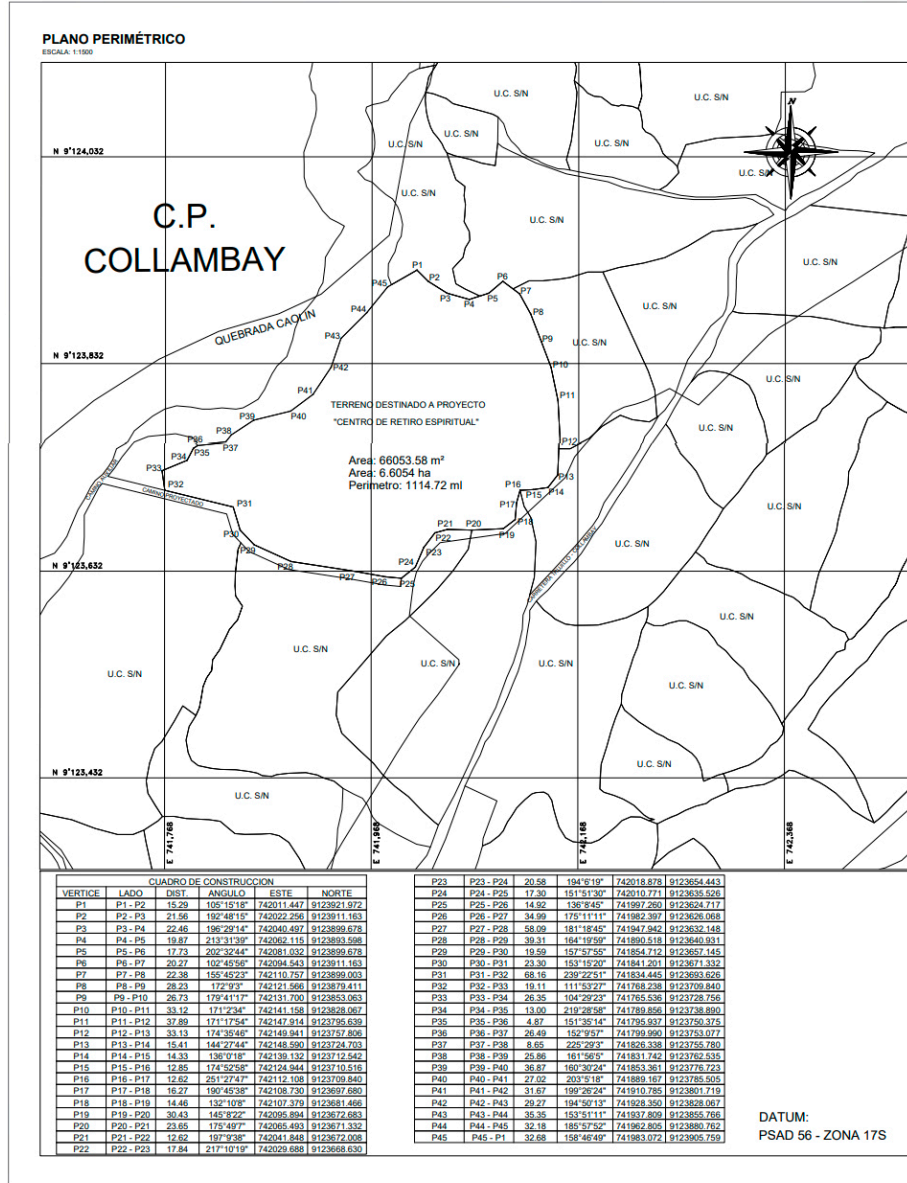 PLANO PERIMÉTRICO
ESCALA: 1:1500
U.C. S/N
U.C. S/N
U.C. S/N
N
U.C. S/N
U.C. S/N
U.C. S/N
N 9'124,032
U.C. S/N
C.P.
COLLAMBAY
U.C. S/N
U.C. S/N
U.C. S/N
P1
P2
P3
P4
P5
P6
P7
P8
P9
P10
P11
P12
P13
P14
P15
P16
P17
P18
P19
P20
P21
P22
P23
P24
P25
P26
P27
P28
P29
P30
P31
P32
P33
P34
P35
P36
P37
P38
P39
P40
P41
P42
P43
P44
P45
QUEBRADA CAOLIN
U.C. S/N
U.C. S/N
N 9'123,832
U.C. S/N
TERRENO DESTINADO A PROYECTO
"CENTRO DE RETIRO ESPIRITUAL"
U.C. S/N
Area: 66053.58 m²
Area: 6.6054 ha
Perimetro: 1114.72 ml
CAMINO PROYECTADO
U.C. S/N
U.C. S/N
N 9'123,632
U.C. S/N
U.C. S/N
U.C. S/N
U.C. S/N
U.C. S/N
U.C. S/N
U.C. S/N
N 9'123,432
U.C. S/N
E 741,768
E 741,968
E 742,168
E 742,368
CUADRO DE CONSTRUCCION
VERTICE LADO DIST. ANGULO ESTE NORTE
P1 P1 - P2 15.29 105°15'18" 742011.447 9123921.972
P2 P2 - P3 21.56 192°48'15" 742022.256 9123911.163
P3 P3 - P4 22.46 196°29'14" 742040.497 9123899.678
P4 P4 - P5 19.87 213°31'39" 742062.115 9123893.598
P5 P5 - P6 17.73 202°32'44" 742081.032 9123899.678
P6 P6 - P7 20.27 102°45'56" 742094.543 9123911.163
P7 P7 - P8 22.38 155°45'23" 742110.757 9123899.003
P8 P8 - P9 28.23 172°9'3" 742121.566 9123879.411
P9 P9 - P10 26.73 179°41'17" 742131.700 9123853.063
P10 P10 - P11 33.12 171°2'34" 742141.158 9123828.067
P11 P11 - P12 37.89 171°17'54" 742147.914 9123795.639
P12 P12 - P13 33.13 174°35'46" 742149.941 9123757.806
P13 P13 - P14 15.41 144°27'44" 742148.590 9123724.703
P14 P14 - P15 14.33 136°0'18" 742139.132 9123712.542
P15 P15 - P16 12.85 174°52'58" 742124.944 9123710.516
P16 P16 - P17 12.62 251°27'47" 742112.108 9123709.840
P17 P17 - P18 16.27 190°45'38" 742108.730 9123697.680
P18 P18 - P19 14.46 132°10'8" 742107.379 9123681.466
P19 P19 - P20 30.43 145°8'22" 742095.894 9123672.683
P20 P20 - P21 23.65 175°49'7" 742065.493 9123671.332
P21 P21 - P22 12.62 197°9'38" 742041.848 9123672.008
P22 P22 - P23 17.84 217°10'19" 742029.688 9123668.630
P23 P23 - P24 20.58 194°6'19" 742018.878 9123654.443
P24 P24 - P25 17.30 151°51'30" 742010.771 9123635.526
P25 P25 - P26 14.92 136°8'45" 741997.260 9123624.717
P26 P26 - P27 34.99 175°11'11" 741982.397 9123626.068
P27 P27 - P28 58.09 181°18'45" 741947.942 9123632.148
P28 P28 - P29 39.31 164°19'59" 741890.518 9123640.931
P29 P29 - P30 19.59 157°57'55" 741854.712 9123657.145
P30 P30 - P31 23.30 153°15'20" 741841.201 9123671.332
P31 P31 - P32 68.16 239°22'51" 741834.445 9123693.626
P32 P32 - P33 19.11 111°53'27" 741768.238 9123709.840
P33 P33 - P34 26.35 104°29'23" 741765.536 9123728.756
P34 P34 - P35 13.00 219°28'58" 741789.856 9123738.890
P35 P35 - P36 4.87 151°35'14" 741795.937 9123750.375
P36 P36 - P37 26.49 152°9'57" 741799.990 9123753.077
P37 P37 - P38 8.65 225°29'3" 741826.338 9123755.780
P38 P38 - P39 25.86 161°56'5" 741831.742 9123762.535
P39 P39 - P40 36.87 160°30'24" 741853.361 9123776.723
P40 P40 - P41 27.02 203°5'18" 741889.167 9123785.505
P41 P41 - P42 31.67 199°26'24" 741910.785 9123801.719
P42 P42 - P43 29.27 194°50'13" 741928.350 9123828.067
P43 P43 - P44 35.35 153°51'11" 741937.809 9123855.766
P44 P44 - P45 32.18 185°57'52" 741962.805 9123880.762
P45 P45 - P1 32.68 158°46'49" 741983.072 9123905.759
DATUM:
PSAD 56 - ZONA 17S